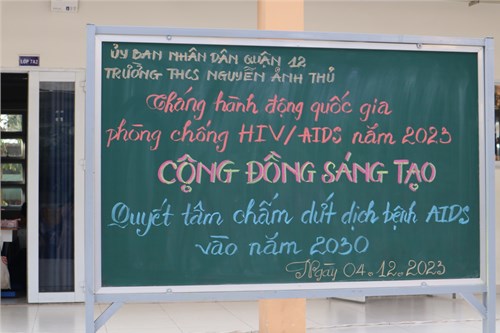 LỚP 7A2
ỦY BAN NHÂN DÂN QUẬN 12
TRƯỜNG THCS NGUYỄN ẢNH THỦ
Tháng hành động quốc gia
phòng chống HIV/AIDS năm 2023
CỘNG ĐỒNG SÁNG TẠO
Quyết tâm chấm dứt dịch bệnh AIDS
vào năm 2030
Ngày 04.12.2023